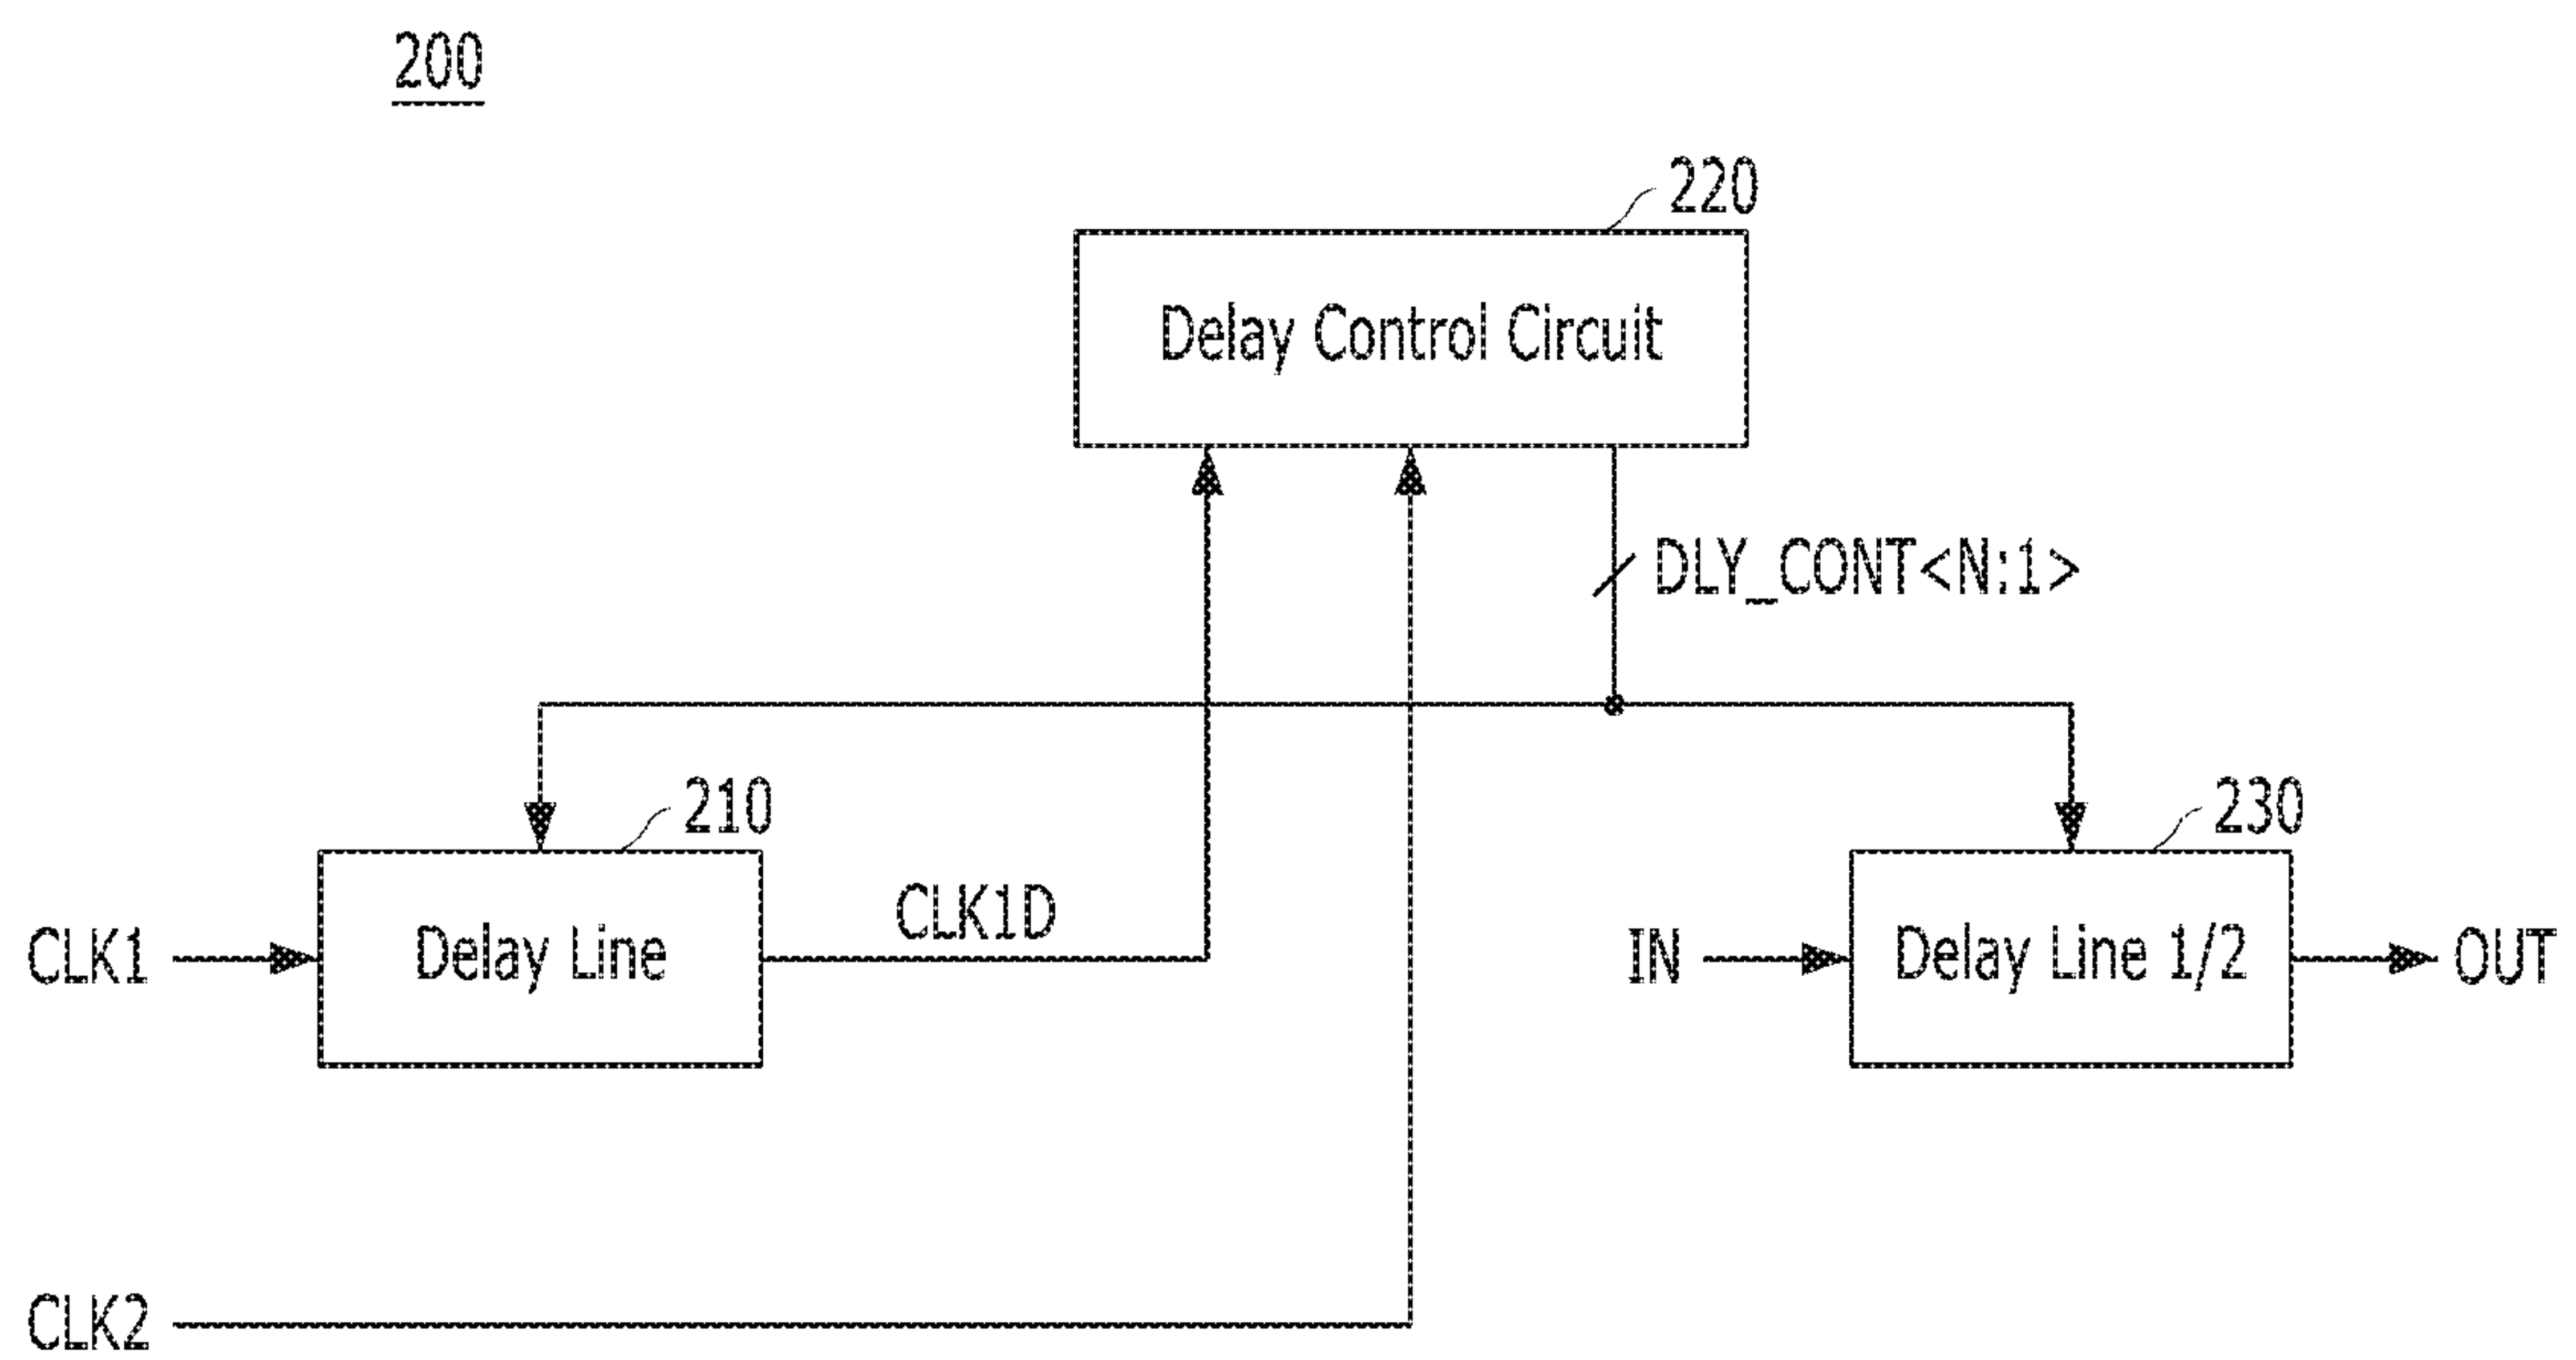 200
220
Delay Control Circuit
DLY_CONT<N:1>
210
230
CLK1
Delay Line
CLK1D
IN
Delay Line 1/2
OUT
CLK2